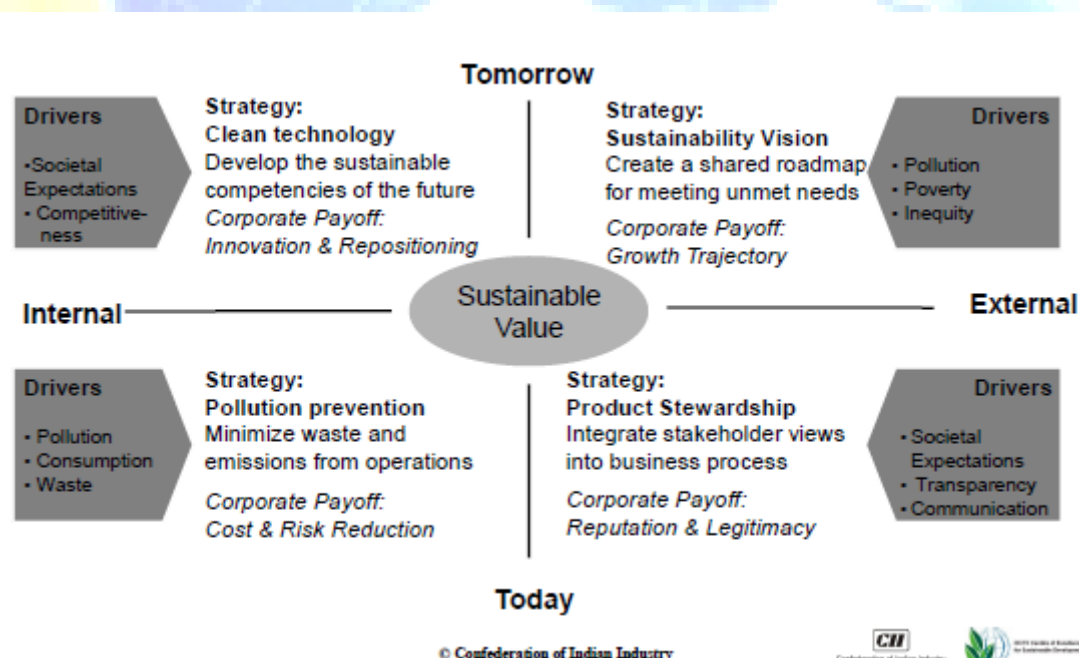 Tomorrow
Drivers
•Societal
Expectations
• Competitive-
ness
Strategy:
Clean technology
Develop the sustainable
competencies of the future
Corporate Payoff:
Innovation & Repositioning
Strategy:
Sustainability Vision
Create a shared roadmap
for meeting unmet needs
Corporate Payoff:
Growth Trajectory
Drivers
• Pollution
• Poverty
• Inequity
Internal
Sustainable
Value
External
Drivers
• Pollution
• Consumption
• Waste
Strategy:
Pollution prevention
Minimize waste and
emissions from operations
Corporate Payoff:
Cost & Risk Reduction
Strategy:
Product Stewardship
Integrate stakeholder views
into business process
Corporate Payoff:
Reputation & Legitimacy
Drivers
• Societal
Expectations
• Transparency
• Communication
Today
© Confederation of Indian Industry
CII